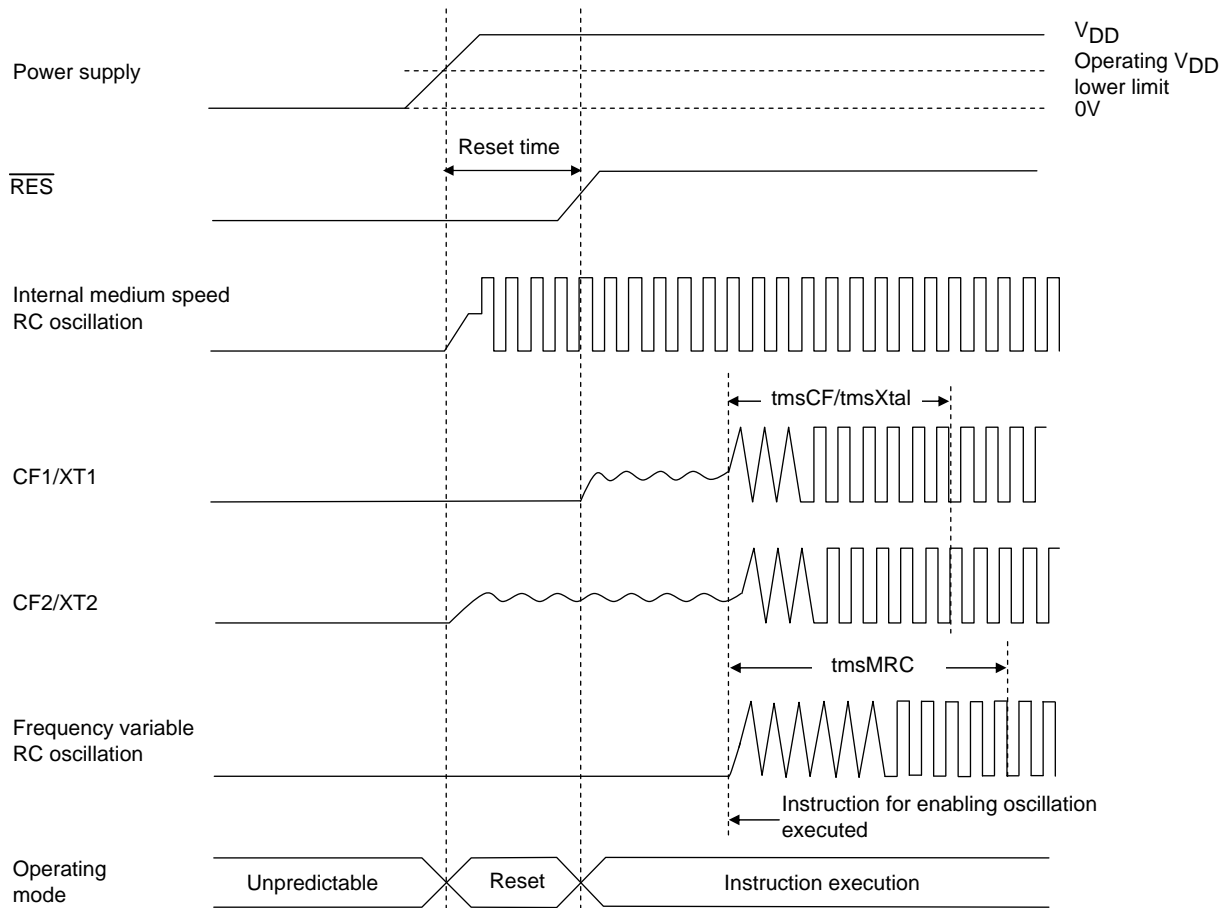 Power supply
VDD
Operating VDD
lower limit
0V
Reset time
RES
Internal medium speed
RC oscillation
tmsCF/tmsXtal
CF1/XT1
CF2/XT2
tmsMRC
Frequency variable
RC oscillation
Instruction for enabling oscillation
executed
Operating
mode
Unpredictable
Reset
Instruction execution